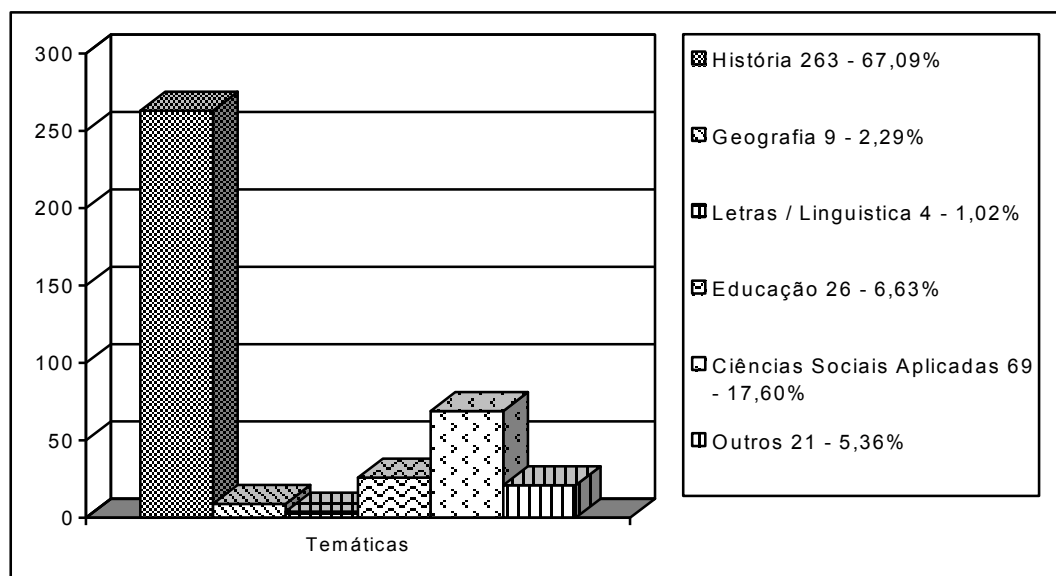 300
250
200
150
100
50
0
Temáticas
História 263 - 67,09%
Geografia 9 - 2,29%
Letras / Linguistica 4 - 1,02%
Educação 26 - 6,63%
Ciências Sociais Aplicadas 69
- 17,60%
Outros 21 - 5,36%